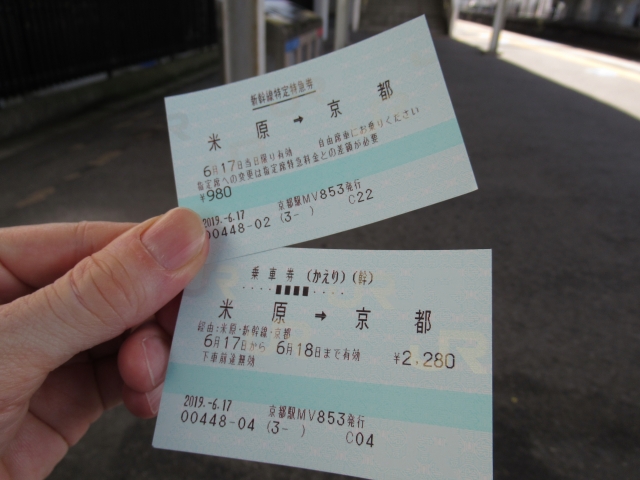 新幹線特定特急券
米原 → 京都
6月17日当日限り有効 自由席車にお乗りください
指定席への変更は指定席特急料金との差額が必要
¥980
2019.-6.17 京都駅MV853発行
00448-02 (3- ) C22
乗車券 (かえり) (幹)
米原 → 京都
経由:米原・新幹線・京都
6月17日から 6月18日まで有効 ¥2,280
下車前途無効
2019.-6.17 京都駅MV853発行
00448-04 (3- ) C04